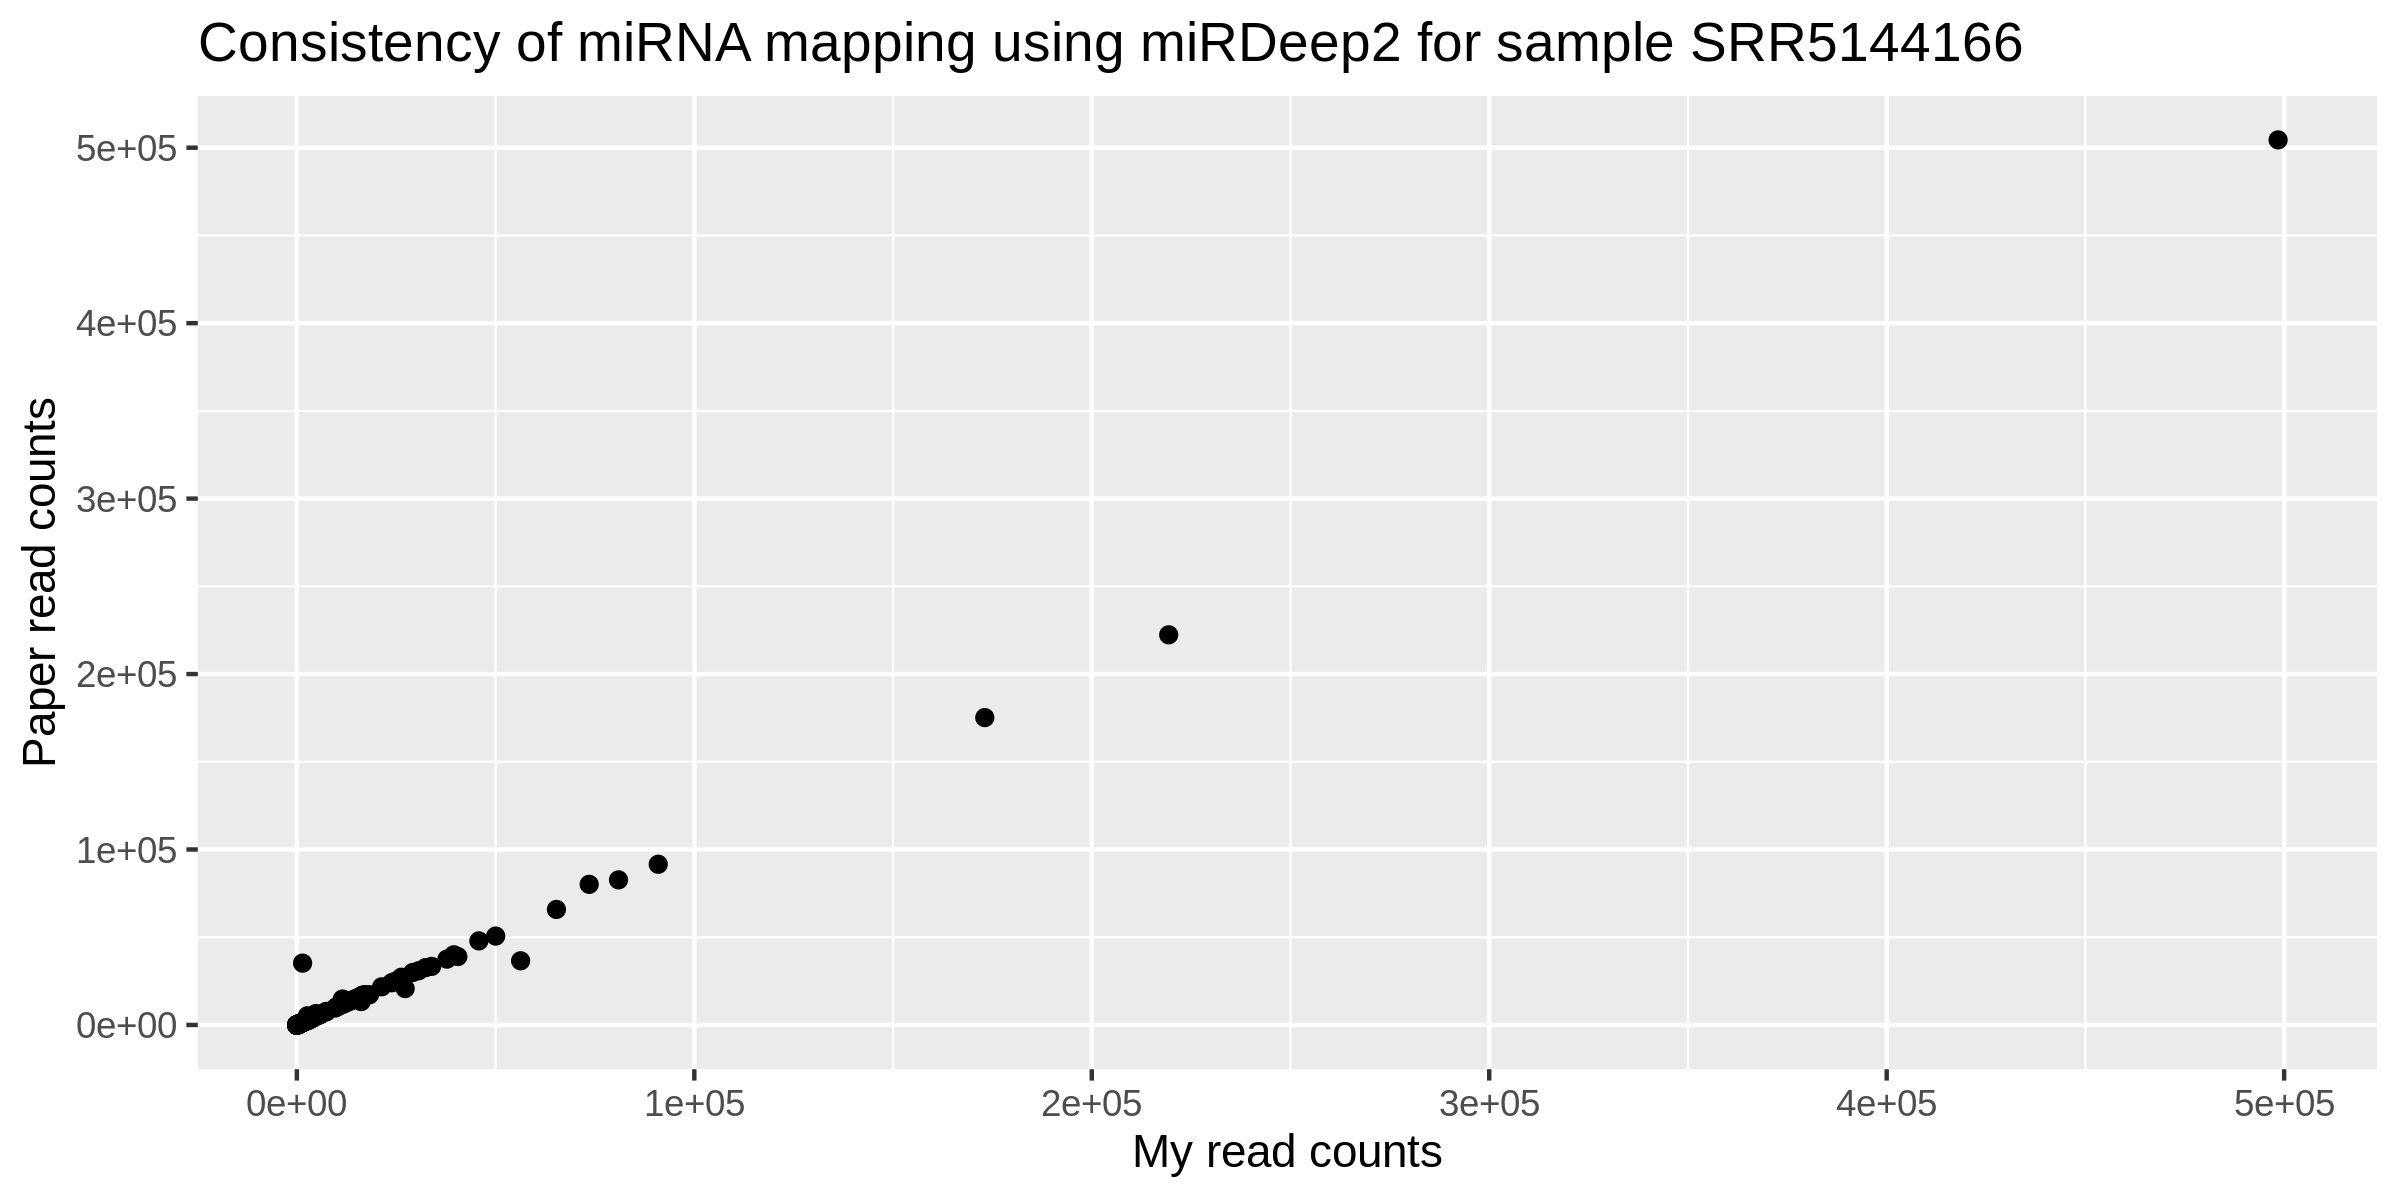 Consistency of miRNA mapping using miRDeep2 for sample SRR5144166
Paper read counts
5e+05
4e+05
3e+05
2e+05
1e+05
0e+00
0e+00 1e+05 2e+05 3e+05 4e+05 5e+05
My read counts